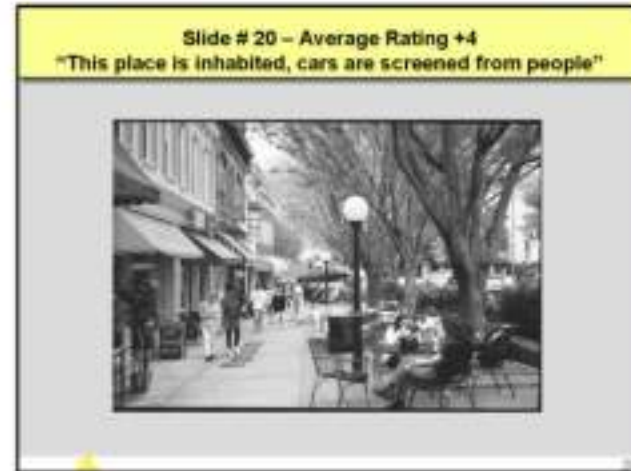 Slide # 20 – Average Rating +4
“This place is inhabited, cars are screened from people”